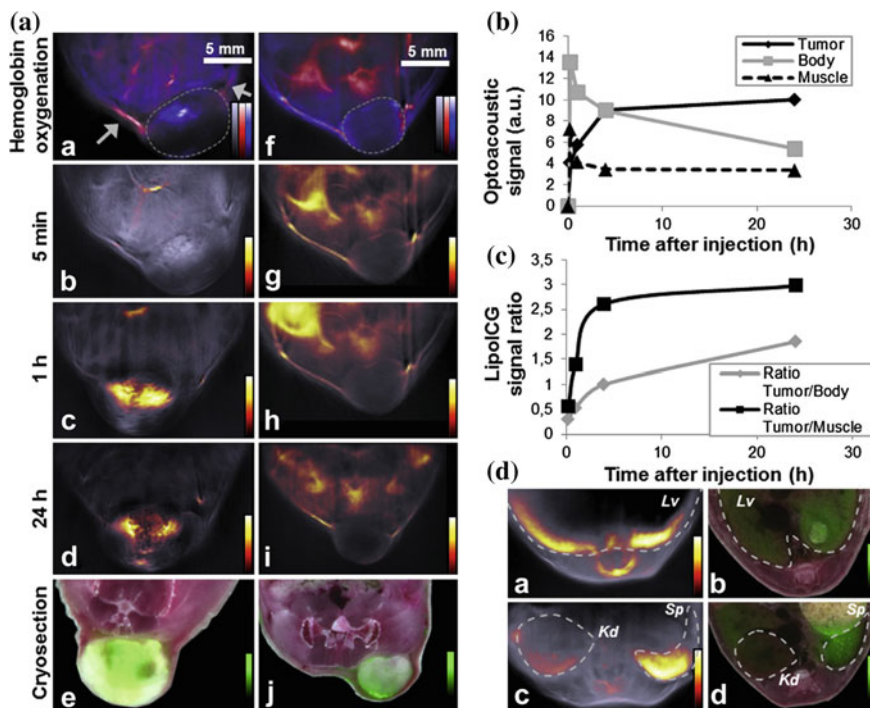 (a)
Hemoglobin oxygenation
5 mm
a
5 mm
f
5 min
b
g
1 h
c
h
24 h
d
i
Cryosection
e
j
(b)
Optoacoustic signal (a.u.)
16
14
12
10
8
6
4
2
0
0
10
20
30
Time after injection (h)
Tumor
Body
Muscle
(c)
LipoICG signal ratio
3,5
3
2,5
2
1,5
1
0,5
0
0
10
20
30
Time after injection (h)
Ratio
Tumor/Body
Ratio
Tumor/Muscle
(d)
Lv
a
Lv
b
Sp
Kd
c
Sp
Kd
d